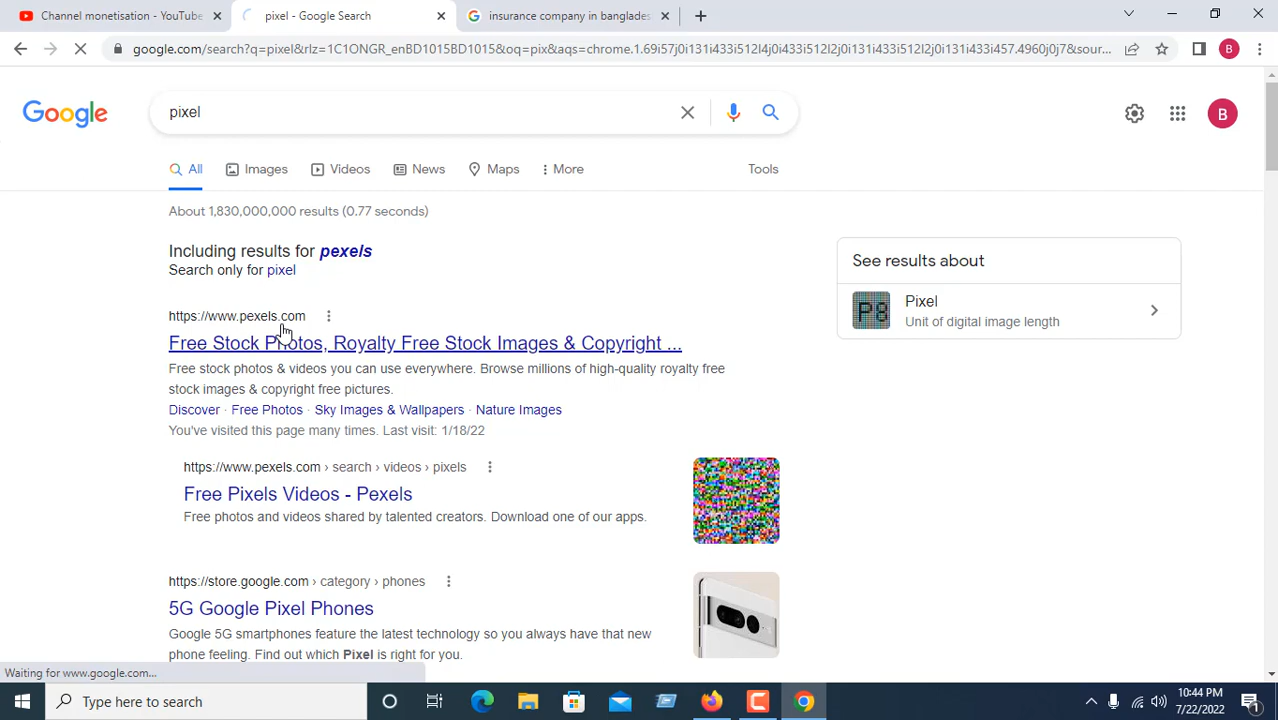 Channel monetisation - YouTube
pixel - Google Search
insurance company in banglades
google.com/search?q=pixel&rlz=1C1ONGR_enBD1015BD1015&oq=pix&aqs=chrome.1.69i57j0i131i433i512l4j0i433i512l2j0i131i433i512l2j0i131i433i457.4960j0j7&sour...
B
Google
pixel
B
All
Images
Videos
News
Maps
More
Tools
About 1,830,000,000 results (0.77 seconds)
Including results for pexels
Search only for pixel
https://www.pexels.com
Free Stock Photos, Royalty Free Stock Images & Copyright ...
Free stock photos & videos you can use everywhere. Browse millions of high-quality royalty free
stock images & copyright free pictures.
Discover · Free Photos · Sky Images & Wallpapers · Nature Images
You've visited this page many times. Last visit: 1/18/22
https://www.pexels.com › search › videos › pixels
Free Pixels Videos - Pexels
Free photos and videos shared by talented creators. Download one of our apps.
https://store.google.com › category › phones
5G Google Pixel Phones
Google 5G smartphones feature the latest technology so you always have that new
phone feeling. Find out which Pixel is right for you.
See results about
Pixel
Unit of digital image length
Waiting for www.google.com...
Type here to search
10:44 PM
7/22/2022
1